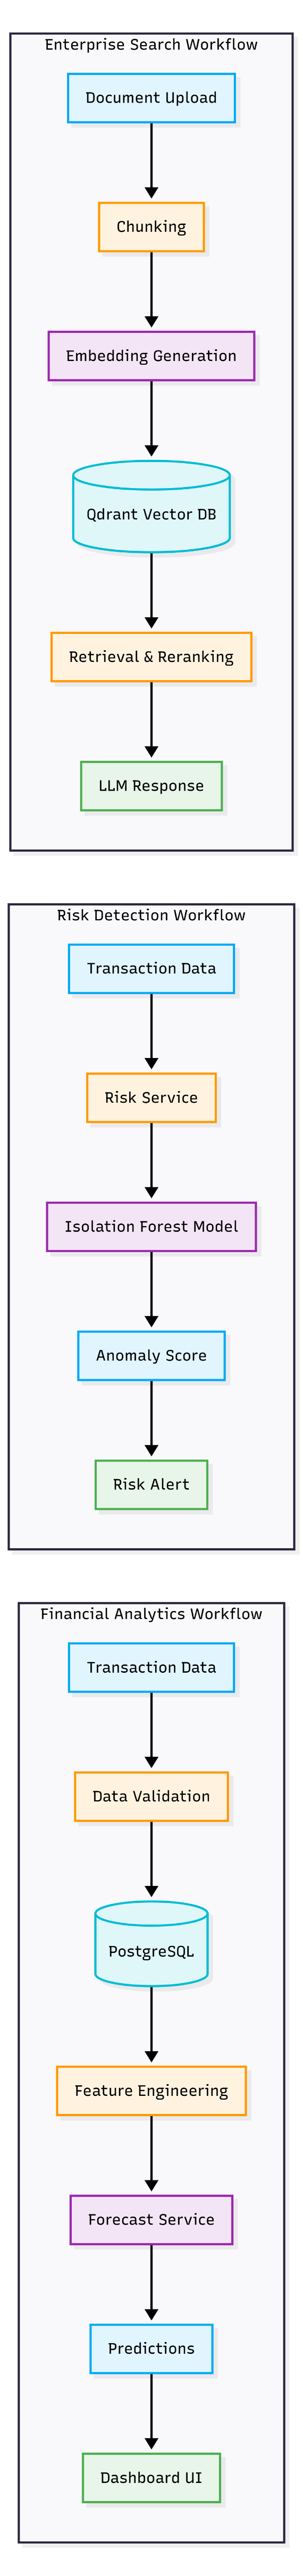 Enterprise Search Workflow
Document Upload
Chunking
Embedding Generation
Qdrant Vector DB
Retrieval & Reranking
LLM Response
Risk Detection Workflow
Transaction Data
Risk Service
Isolation Forest Model
Anomaly Score
Risk Alert
Financial Analytics Workflow
Transaction Data
Data Validation
PostgreSQL
Feature Engineering
Forecast Service
Predictions
Dashboard UI